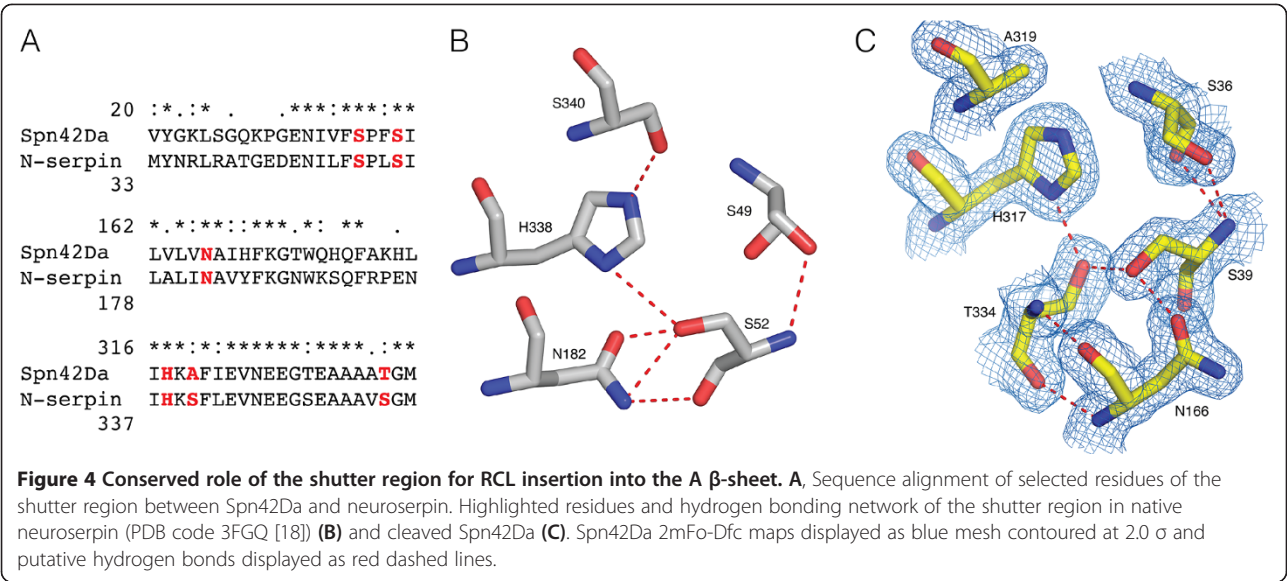 A
20 :*.:* . .***:***:**
Spn42Da VYGKLSGQKPGENIVFSPFSI
N-serpin MYNRLRATGEDENILFSPLSI
33
162 *.*:**::***.*: ** .
Spn42Da LVLVNAIHFKGTWQHQFAKHL
N-serpin LALINAVYFKGNWKSQFRPEN
178
316 ***:*:******:****.:**
Spn42Da IHKAFIEVNEEGTEAAAATGM
N-serpin IHKSFLEVNEEGSEAAAVSGM
337
B
S340
H338
S49
N182
S52
C
A319
S36
H317
S39
T334
N166
Figure 4 Conserved role of the shutter region for RCL insertion into the A β-sheet. A, Sequence alignment of selected residues of the
shutter region between Spn42Da and neuroserpin. Highlighted residues and hydrogen bonding network of the shutter region in native
neuroserpin (PDB code 3FGQ [18]) (B) and cleaved Spn42Da (C). Spn42Da 2mFo-Dfc maps displayed as blue mesh contoured at 2.0 σ and
putative hydrogen bonds displayed as red dashed lines.